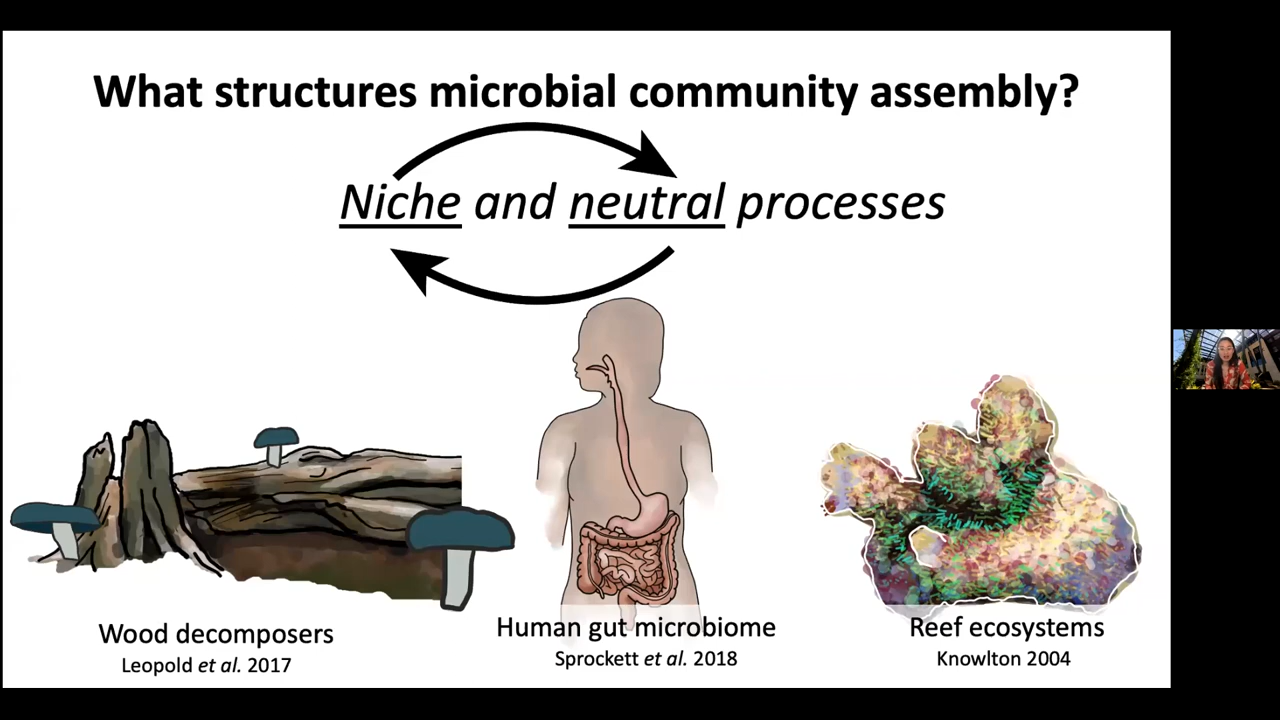 What structures microbial community assembly?
Niche and neutral processes
Wood decomposers
Leopold et al. 2017
Human gut microbiome
Sprockett et al. 2018
Reef ecosystems
Knowlton 2004